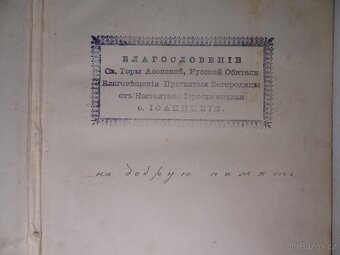 БЛАГОСЛОВЕНІЕ
Св. Горы Аѳонской, Русской Обители
Благовѣщенія Пресвятыя Богородицы
отъ Настоятеля Іеросхимонаха
о. ІОАННИКІЯ.
на добрую память.